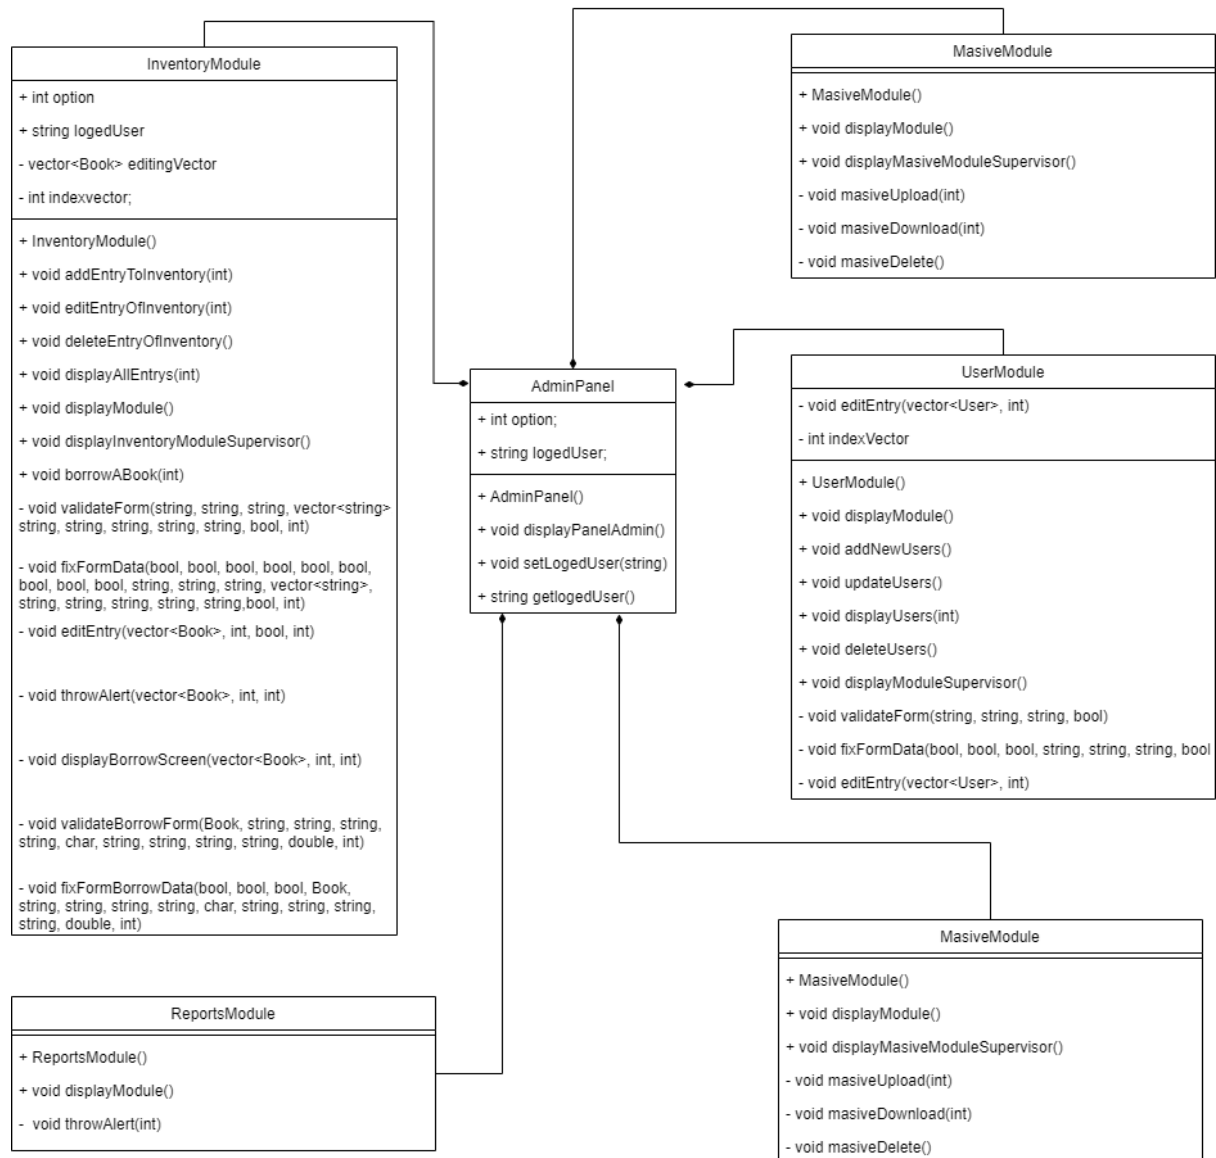 InventoryModule
+ int option
+ string logedUser
- vector<Book> editingVector
- int indexvector;
+ InventoryModule()
+ void addEntryToInventory(int)
+ void editEntryOfInventory(int)
+ void deleteEntryOfInventory()
+ void displayAllEntrys(int)
+ void displayModule()
+ void displayInventoryModuleSupervisor()
+ void borrowABook(int)
- void validateForm(string, string, string, vector<string>
string, string, string, string, string, bool, int)
- void fixFormData(bool, bool, bool, bool, bool, bool,
bool, bool, bool, string, string, string, vector<string>,
string, string, string, string, string,bool, int)
- void editEntry(vector<Book>, int, bool, int)
- void throwAlert(vector<Book>, int, int)
- void displayBorrowScreen(vector<Book>, int, int)
- void validateBorrowForm(Book, string, string, string,
string, char, string, string, string, string, double, int)
- void fixFormBorrowData(bool, bool, bool, Book,
string, string, string, string, char, string, string, string,
string, double, int)
MasiveModule
+ MasiveModule()
+ void displayModule()
+ void displayMasiveModuleSupervisor()
- void masiveUpload(int)
- void masiveDownload(int)
- void masiveDelete()
AdminPanel
+ int option;
+ string logedUser;
+ AdminPanel()
+ void displayPanelAdmin()
+ void setLogedUser(string)
+ string getlogedUser()
UserModule
- void editEntry(vector<User>, int)
- int indexVector
+ UserModule()
+ void displayModule()
+ void addNewUsers()
+ void updateUsers()
+ void displayUsers(int)
+ void deleteUsers()
+ void displayModuleSupervisor()
- void validateForm(string, string, string, bool)
- void fixFormData(bool, bool, bool, string, string, string, bool
- void editEntry(vector<User>, int)
ReportsModule
+ ReportsModule()
+ void displayModule()
- void throwAlert(int)
MasiveModule
+ MasiveModule()
+ void displayModule()
+ void displayMasiveModuleSupervisor()
- void masiveUpload(int)
- void masiveDownload(int)
- void masiveDelete()